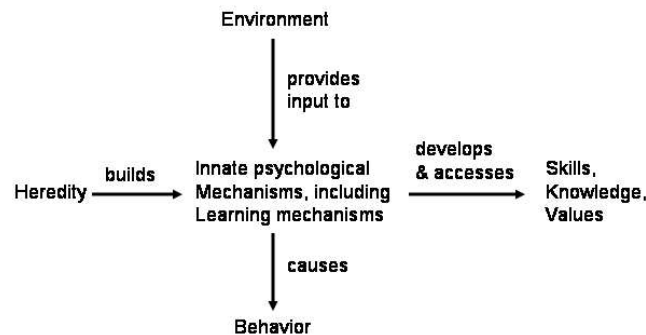 Environment
provides
input to
Heredity
builds
Innate psychological
Mechanisms, including
Learning mechanisms
develops
& accesses
Skills,
Knowledge,
Values
causes
Behavior